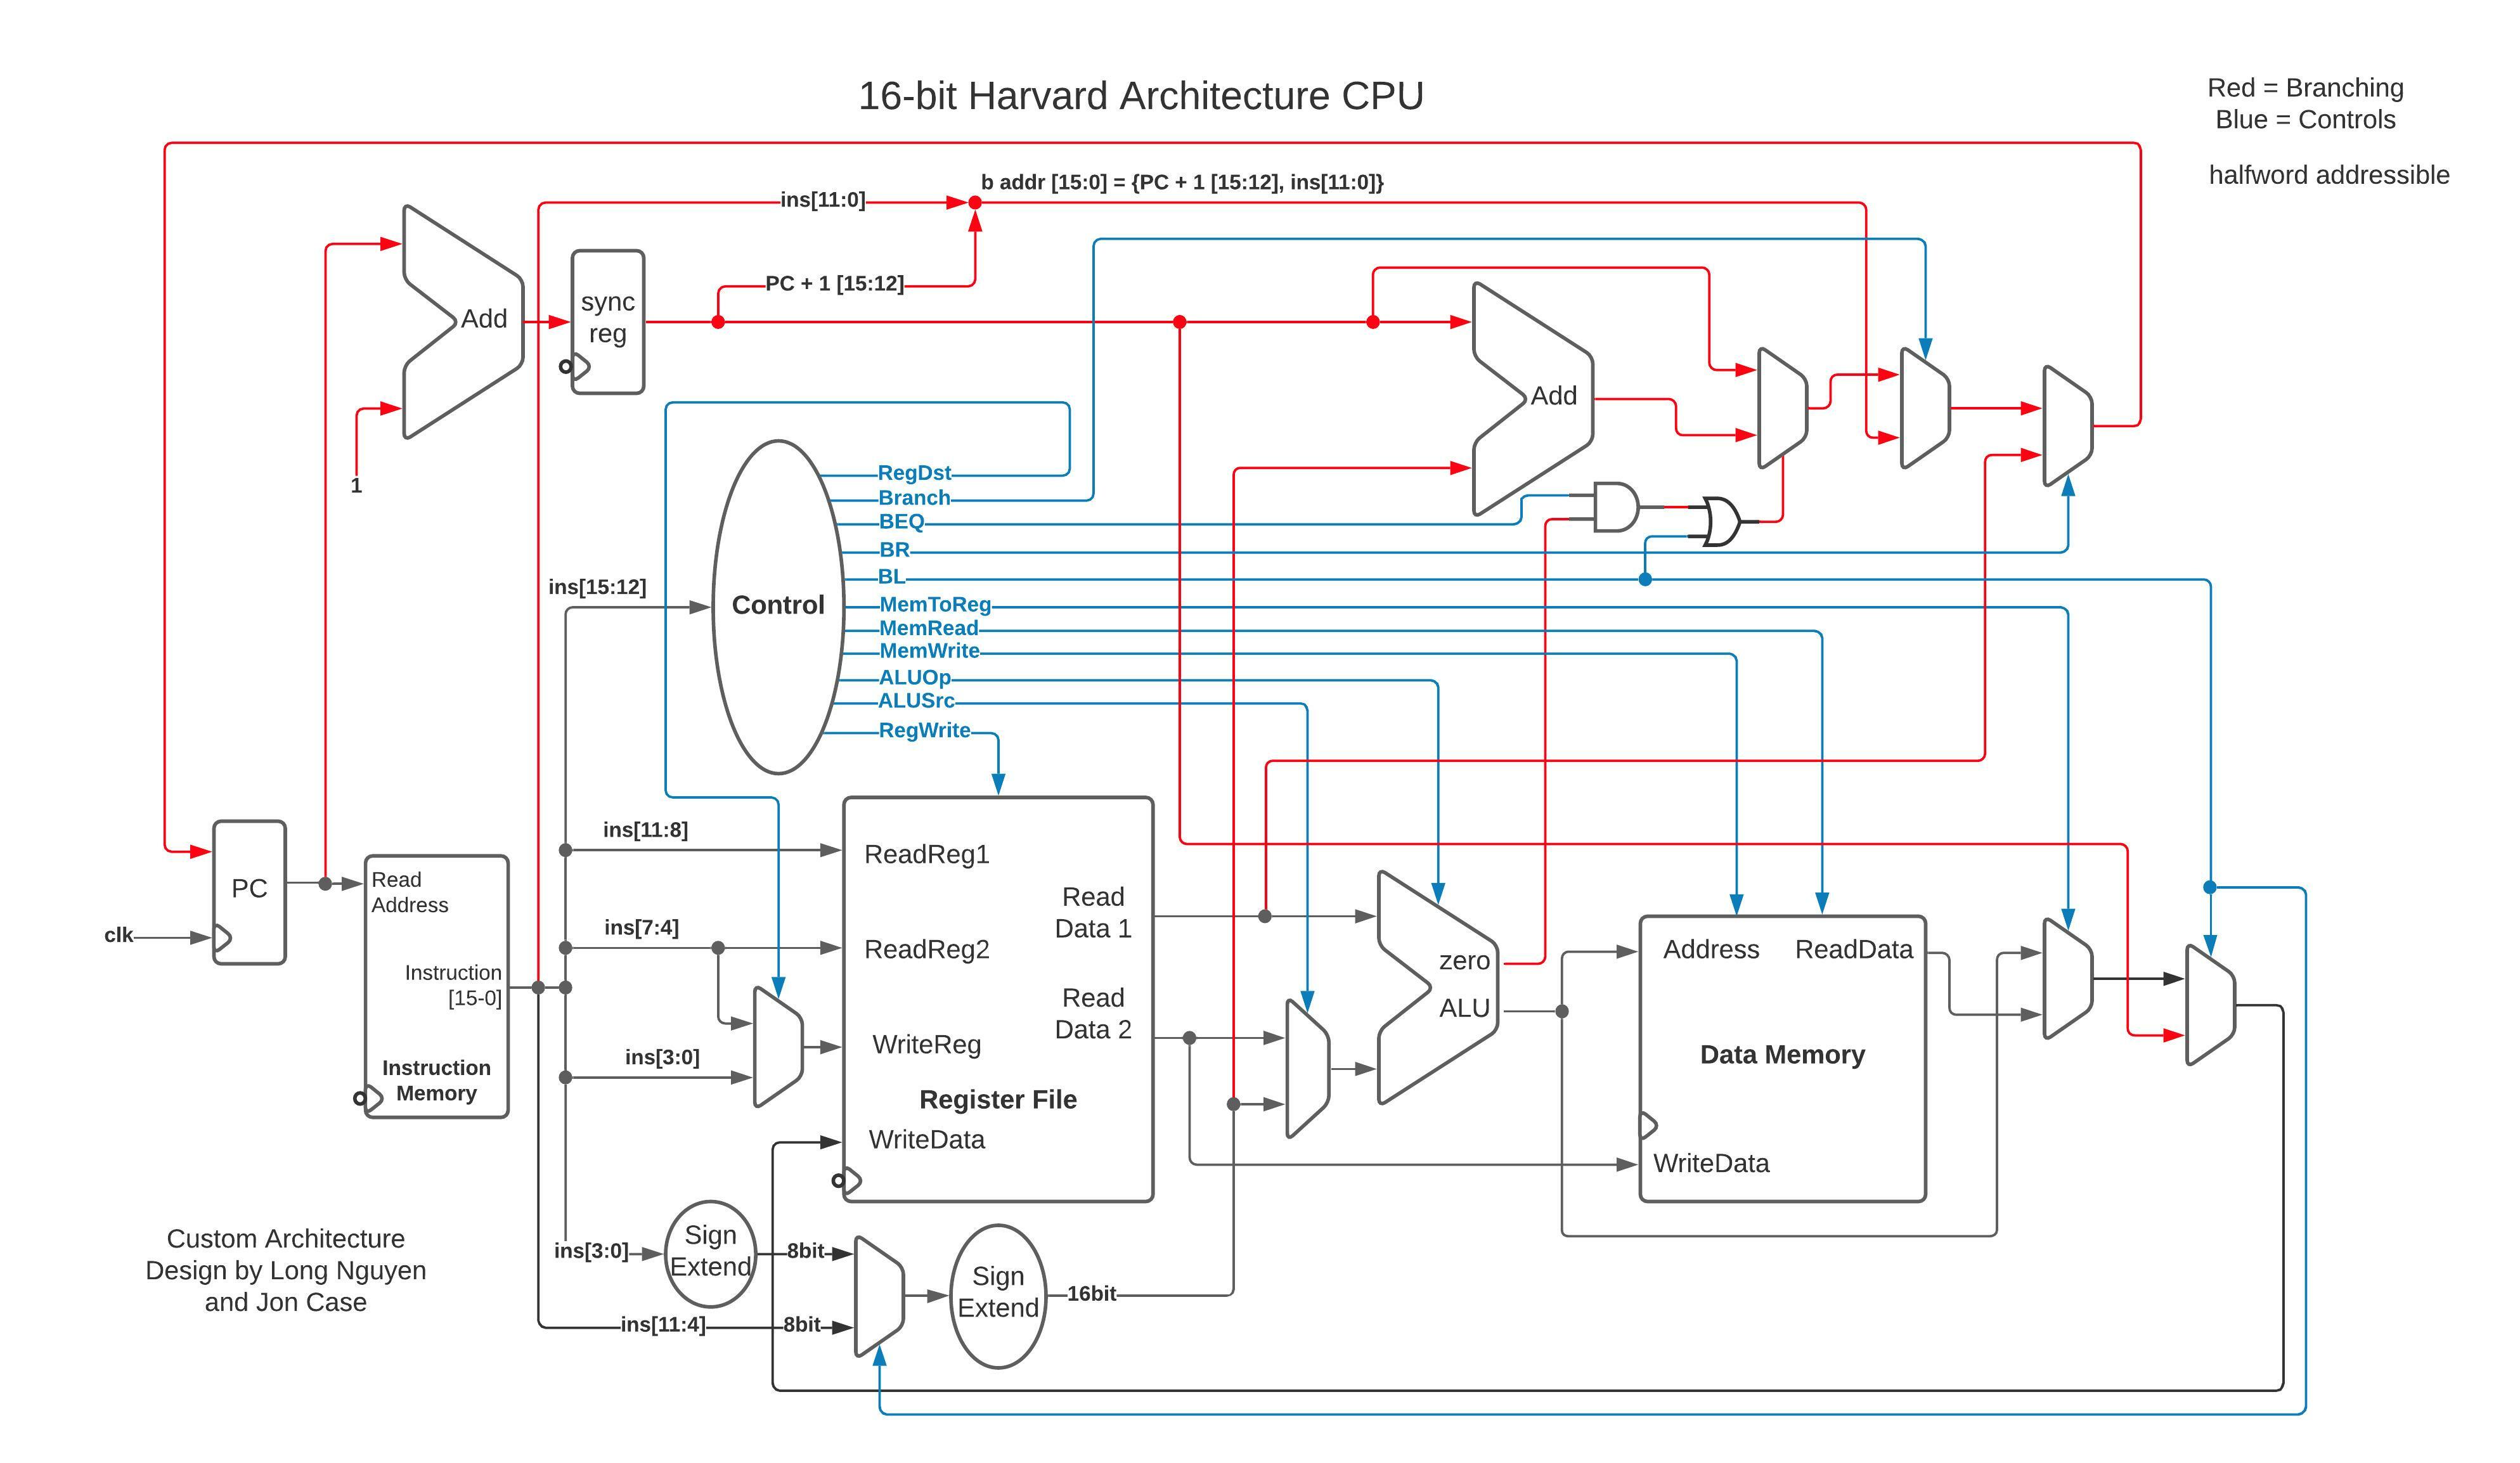 16-bit Harvard Architecture CPU
Red = Branching
Blue = Controls
halfword addressible
b addr [15:0] = {PC + 1 [15:12], ins[11:0]}
ins[11:0]
PC + 1 [15:12]
Add
sync
reg
1
Add
RegDst
Branch
BEQ
BR
BL
MemToReg
MemRead
MemWrite
ALUOp
ALUSrc
RegWrite
Control
ins[15:12]
PC
clk
Read
Address
Instruction
[15-0]
Instruction
Memory
ins[11:8]
ins[7:4]
ins[3:0]
ReadReg1
ReadReg2
WriteReg
Register File
WriteData
Read
Data 1
Read
Data 2
zero
ALU
Address
ReadData
Data Memory
WriteData
ins[3:0]
Sign
Extend
8bit
ins[11:4]
8bit
Sign
Extend
16bit
Custom Architecture
Design by Long Nguyen
and Jon Case